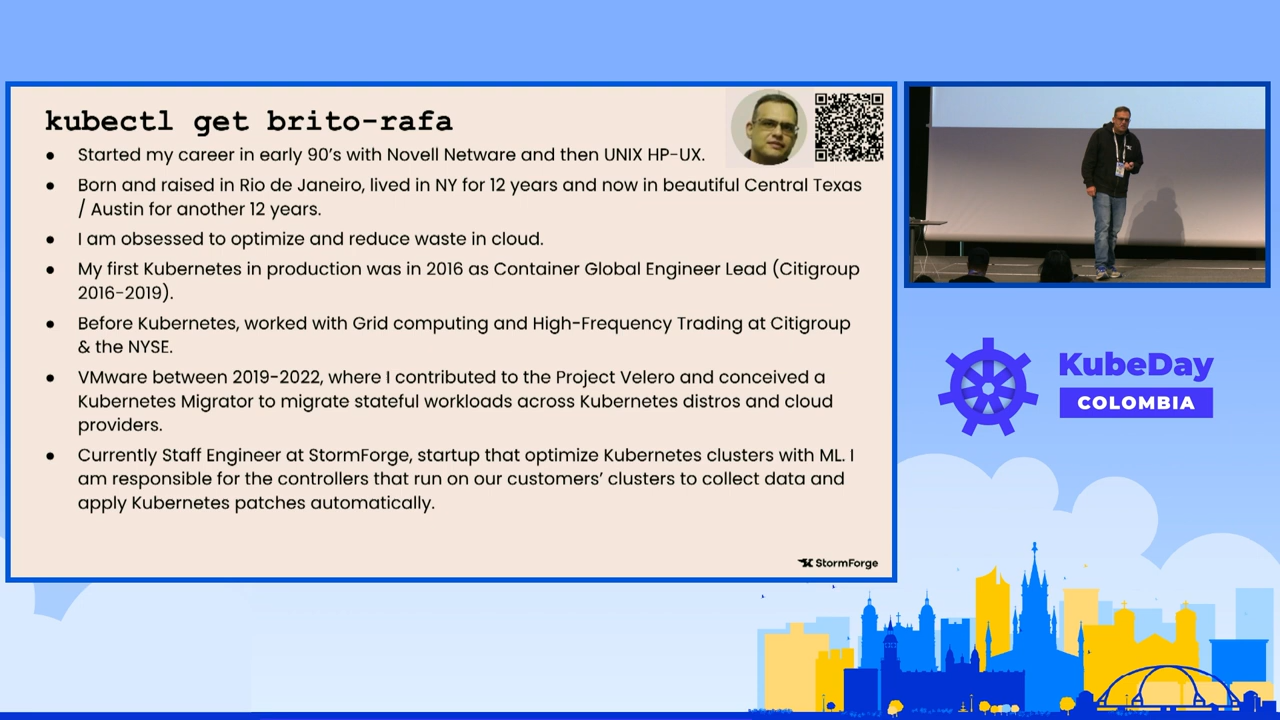 kubectl get brito-rafa
● Started my career in early 90’s with Novell Netware and then UNIX HP-UX.
● Born and raised in Rio de Janeiro, lived in NY for 12 years and now in beautiful Central Texas
/ Austin for another 12 years.
● I am obsessed to optimize and reduce waste in cloud.
● My first Kubernetes in production was in 2016 as Container Global Engineer Lead (Citigroup
2016-2019).
● Before Kubernetes, worked with Grid computing and High-Frequency Trading at Citigroup
& the NYSE.
● VMware between 2019-2022, where I contributed to the Project Velero and conceived a
Kubernetes Migrator to migrate stateful workloads across Kubernetes distros and cloud
providers.
● Currently Staff Engineer at StormForge, startup that optimize Kubernetes clusters with ML. I
am responsible for the controllers that run on our customers’ clusters to collect data and
apply Kubernetes patches automatically.
StormForge
KubeDay
COLOMBIA